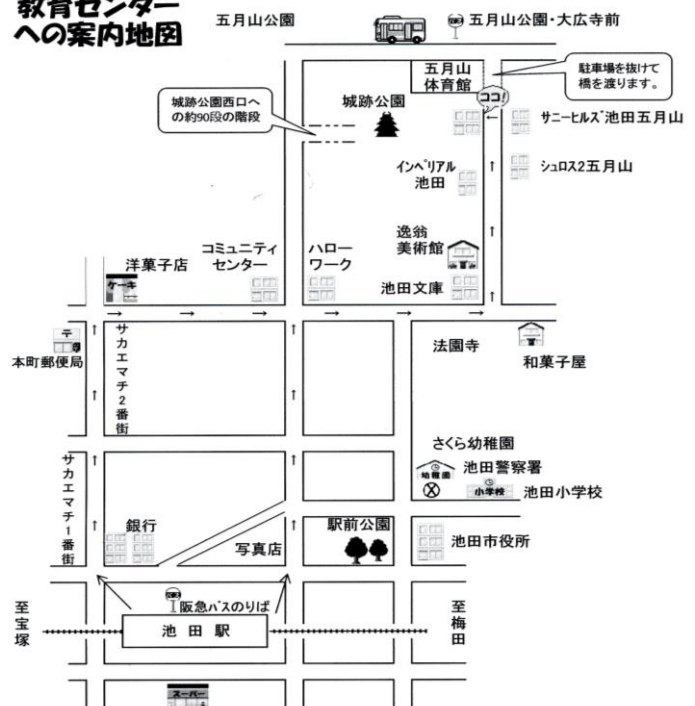 教育センター
への案内地図
五月山公園
五月山公園・大広寺前
五月山
体育館
駐車場を抜けて
橋を渡ります。
城跡公園西口へ
の約90段の階段
城跡公園
ココ!
サニーヒルズ池田五月山
インペリアル
池田
シュロス2五月山
逸翁
美術館
コミュニティ
センター
ハロー
ワーク
洋菓子店
ケーキ
池田文庫
〒
本町郵便局
サカエマチ2番街
法園寺
和菓子屋
さくら幼稚園
幼稚園
池田警察署
小学校
池田小学校
サカエマチ1番街
銀行
写真店
駅前公園
池田市役所
阪急バスのりば
至宝塚
池田駅
至梅田
スーパー